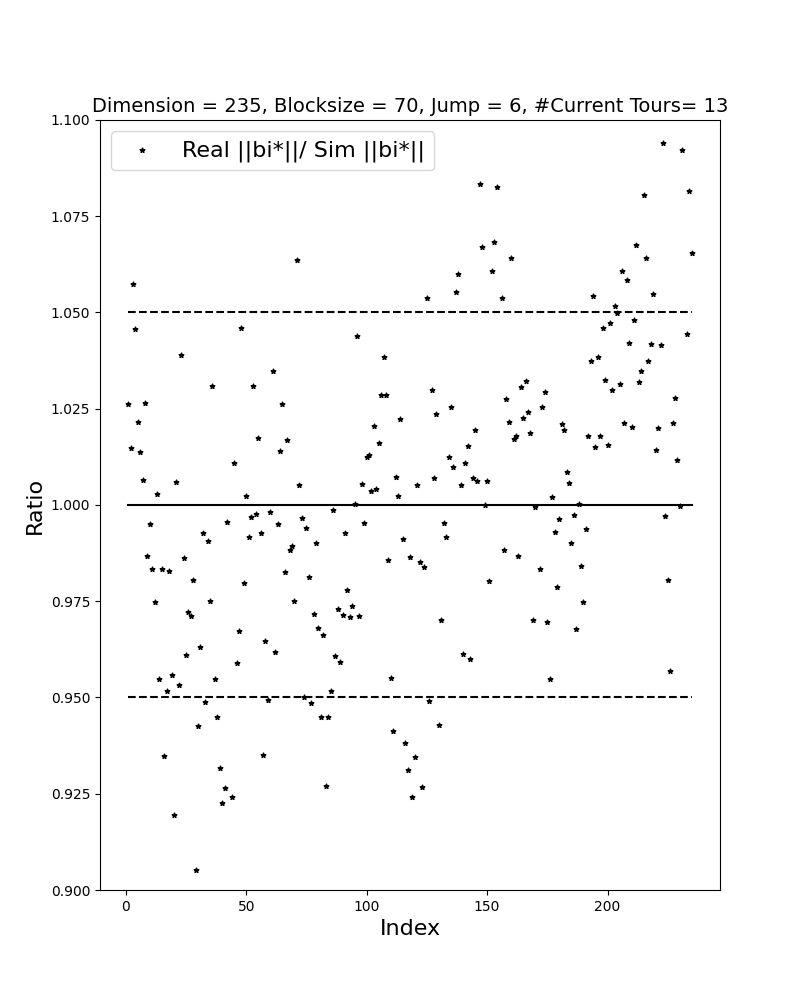 Dimension = 235, Blocksize = 70, Jump = 6, #Current Tours= 13
1.100
Real ||bi*||/ Sim ||bi*||
1.075
1.050
1.025
1.000
Ratio
0.975
0.950
0.925
0.900
0 50 100 150 200
Index